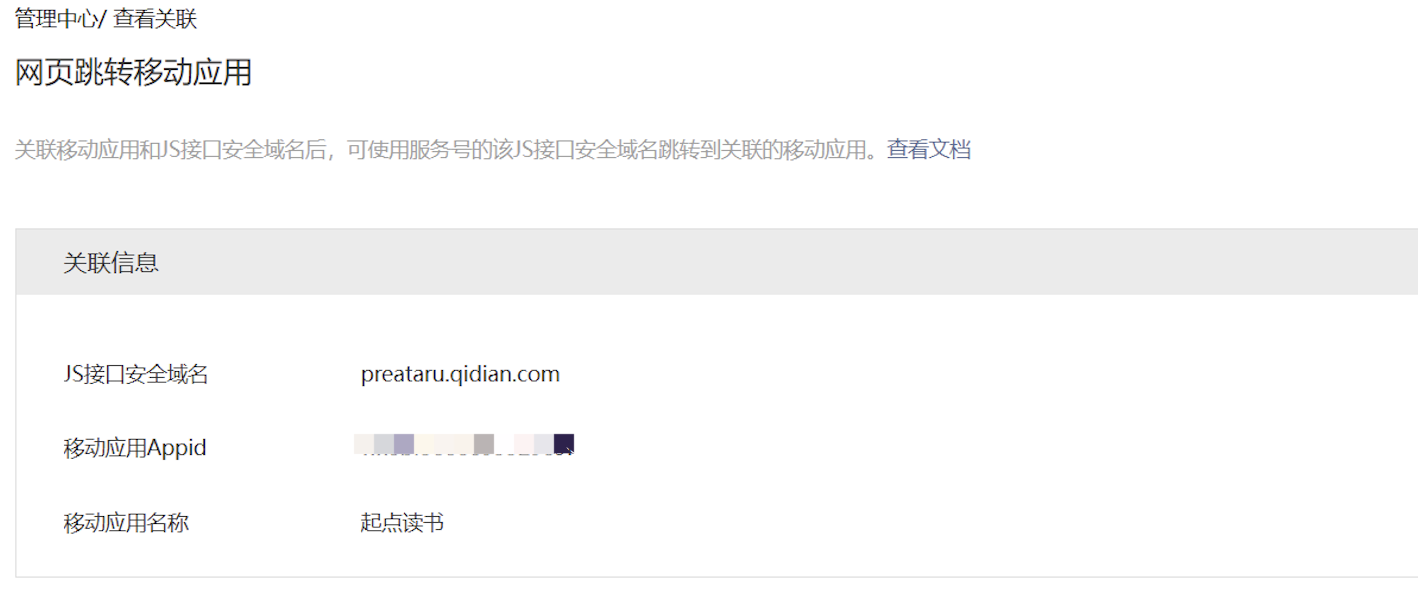 管理中心/ 查看关联
网页跳转移动应用
关联移动应用和JS接口安全域名后，可使用服务号的该JS接口安全域名跳转到关联的移动应用。查看文档
关联信息
JS接口安全域名 preataru.qidian.com
移动应用Appid
移动应用名称 起点读书